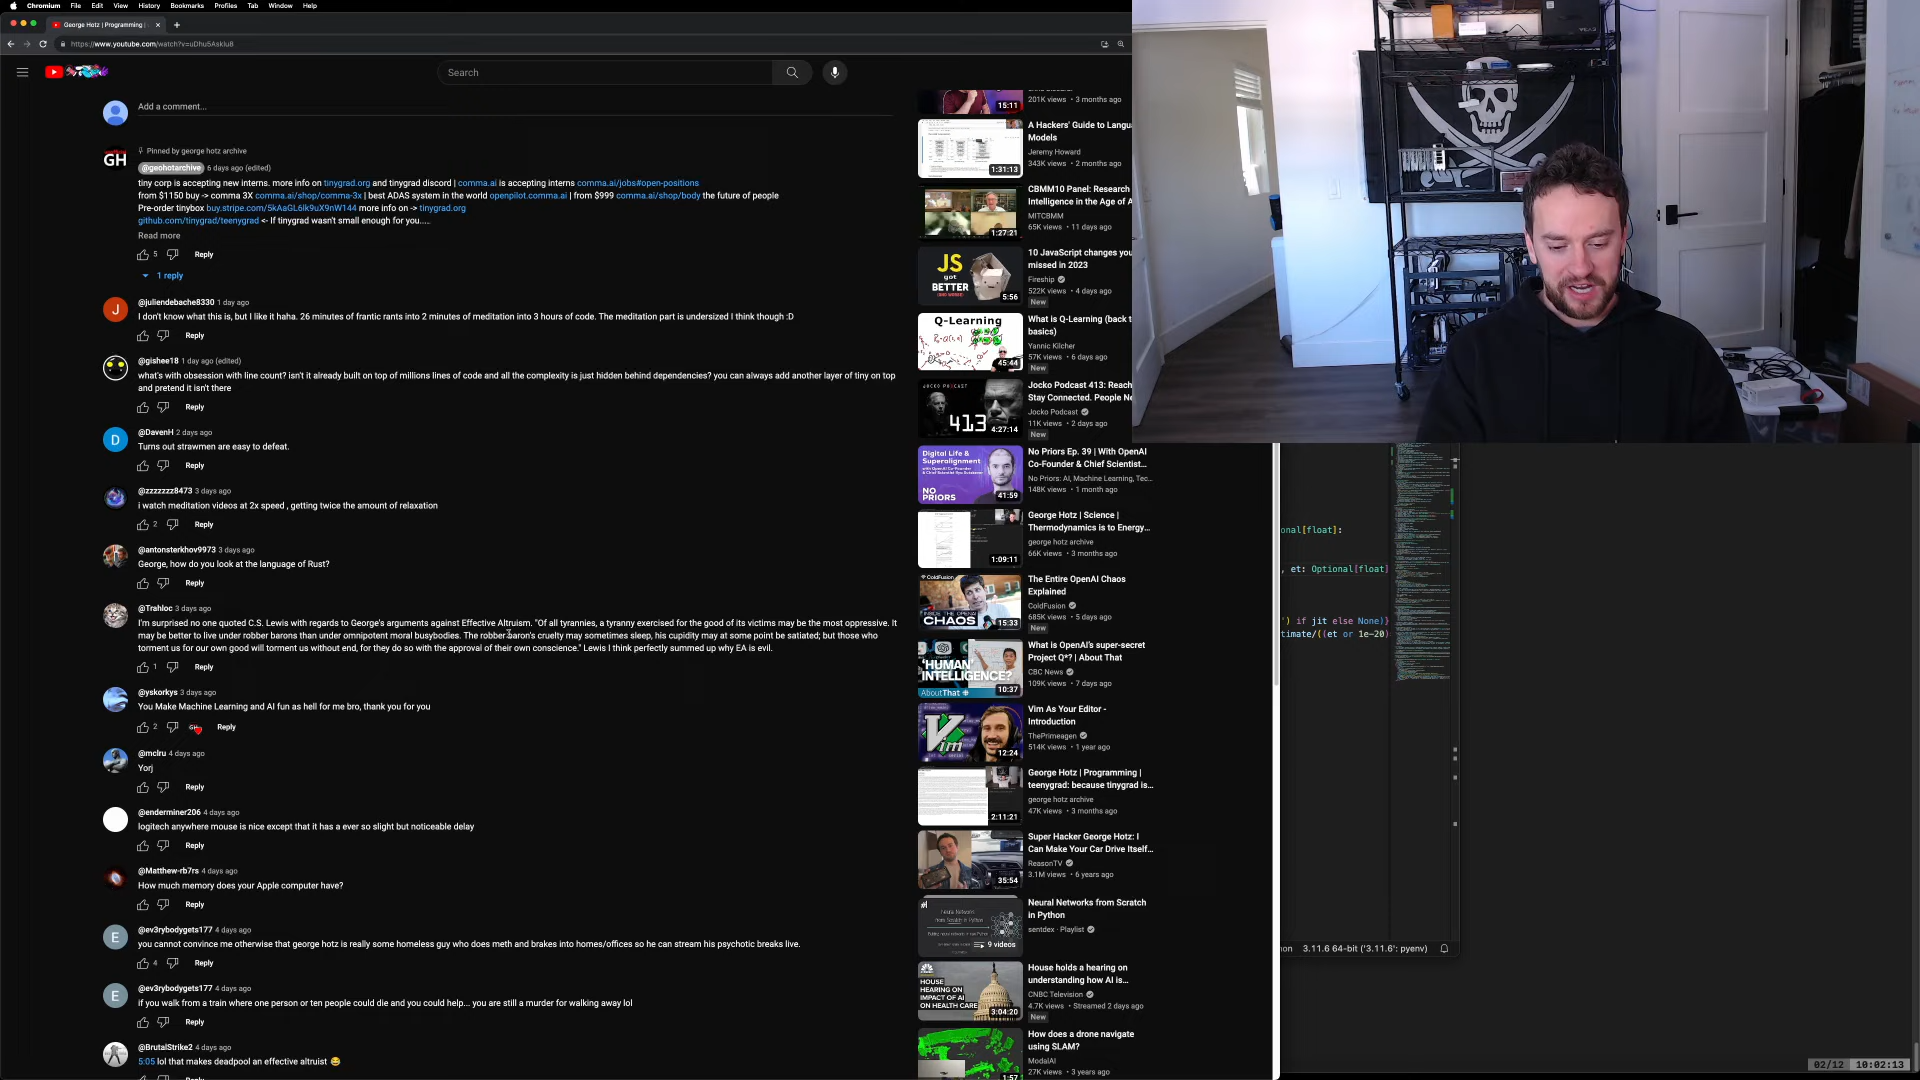 Chromium File Edit View History Bookmarks Profiles Tab Window Help
George Hotz | Programming |
https://www.youtube.com/watch?v=uDhu5AskIu8
Search
Add a comment...
GH
Pinned by george hotz archive
@geohotarchive 6 days ago (edited)
tiny corp is accepting new interns. more info on tinygrad.org and tinygrad discord | comma.ai is accepting interns comma.ai/jobs#open-positions
from $1150 buy -> comma 3X comma.ai/shop/comma-3x | best ADAS system in the world openpilot.comma.ai | from $999 comma.ai/shop/body the future of people
Pre-order tinybox buy.stripe.com/5kAaGL6lk9uX9nW144 more info on -> tinygrad.org
github.com/tinygrad/teenygrad <- If tinygrad wasn't small enough for you.....
Read more
5 Reply
1 reply
J
@juliendebache8330 1 day ago
I don't know what this is, but I like it haha. 26 minutes of frantic rants into 2 minutes of meditation into 3 hours of code. The meditation part is undersized I think though :D
Reply
@gishee18 1 day ago (edited)
what's with obsession with line count? isn't it already built on top of millions lines of code and all the complexity is just hidden behind dependencies? you can always add another layer of tiny on top
and pretend it isn't there
Reply
D
@DavenH 2 days ago
Turns out strawmen are easy to defeat.
Reply
@zzzzzzz8473 3 days ago
i watch meditation videos at 2x speed , getting twice the amount of relaxation
2 Reply
@antonsterkhov9973 3 days ago
George, how do you look at the language of Rust?
Reply
@Trahloc 3 days ago
I'm surprised no one quoted C.S. Lewis with regards to George's arguments against Effective Altruism. "Of all tyrannies, a tyranny exercised for the good of its victims may be the most oppressive. It
may be better to live under robber barons than under omnipotent moral busybodies. The robber baron's cruelty may sometimes sleep, his cupidity may at some point be satiated; but those who
torment us for our own good will torment us without end, for they do so with the approval of their own conscience." Lewis I think perfectly summed up why EA is evil.
1 Reply
@yskorkys 3 days ago
You Make Machine Learning and AI fun as hell for me bro, thank you for you
2 Reply
@mclru 4 days ago
Yorj
Reply
@enderminer206 4 days ago
logitech anywhere mouse is nice except that it has a ever so slight but noticeable delay
Reply
@Matthew-rb7rs 4 days ago
How much memory does your Apple computer have?
Reply
E
@ev3rybodygets177 4 days ago
you cannot convince me otherwise that george hotz is really some homeless guy who does meth and brakes into homes/offices so he can stream his psychotic breaks live.
4 Reply
E
@ev3rybodygets177 4 days ago
if you walk from a train where one person or ten people could die and you could help... you are still a murder for walking away lol
Reply
@BrutalStrike2 4 days ago
5:05 lol that makes deadpool an effective altruist 😂
15:11
201K views • 3 months ago
1:31:13
A Hackers' Guide to Langu
Models
Jeremy Howard
343K views • 2 months ago
1:27:21
CBMM10 Panel: Research
Intelligence in the Age of A
MITCBMM
65K views • 11 days ago
JS
GOT
BETTER
5:56
10 JavaScript changes you
missed in 2023
Fireship
522K views • 4 days ago
New
Q-Learning
45:44
What is Q-Learning (back t
basics)
Yannic Kilcher
57K views • 6 days ago
New
JOCKO PODCAST
413
4:27:14
Jocko Podcast 413: Reach
Stay Connected. People Ne
Jocko Podcast
11K views • 2 days ago
New
Digital Life &
Superalignment
NO
PRIORS
41:59
No Priors Ep. 39 | With OpenAI
Co-Founder & Chief Scientist...
No Priors: AI, Machine Learning, Tec...
148K views • 1 month ago
1:09:11
George Hotz | Science |
Thermodynamics is to Energy...
george hotz archive
66K views • 3 months ago
ColdFusion
INSIDE THE OPENAI
CHAOS
15:33
The Entire OpenAI Chaos
Explained
ColdFusion
685K views • 5 days ago
New
'HUMAN'
INTELLIGENCE?
AboutThat
10:37
What is OpenAI's super-secret
Project Q*? | About That
CBC News
109K views • 7 days ago
Vim
12:24
Vim As Your Editor -
Introduction
ThePrimeagen
514K views • 1 year ago
2:11:21
George Hotz | Programming |
teenygrad: because tinygrad is...
george hotz archive
47K views • 3 months ago
35:54
Super Hacker George Hotz: I
Can Make Your Car Drive Itself...
ReasonTV
3.1M views • 6 years ago
Neural Networks
from Scratch in Python
9 videos
Neural Networks from Scratch
in Python
sentdex · Playlist
HOUSE
HEARING ON
IMPACT OF AI
ON HEALTH CARE
3:04:20
House holds a hearing on
understanding how AI is...
CNBC Television
4.7K views • Streamed 2 days ago
New
1:57
How does a drone navigate
using SLAM?
ModalAI
27K views • 3 years ago
onal[float]:
, et: Optional[float]
') if jit else None)}
timate/((et or 1e-20)
3.11.6 64-bit ('3.11.6': pyenv)
02/12 10:02:13